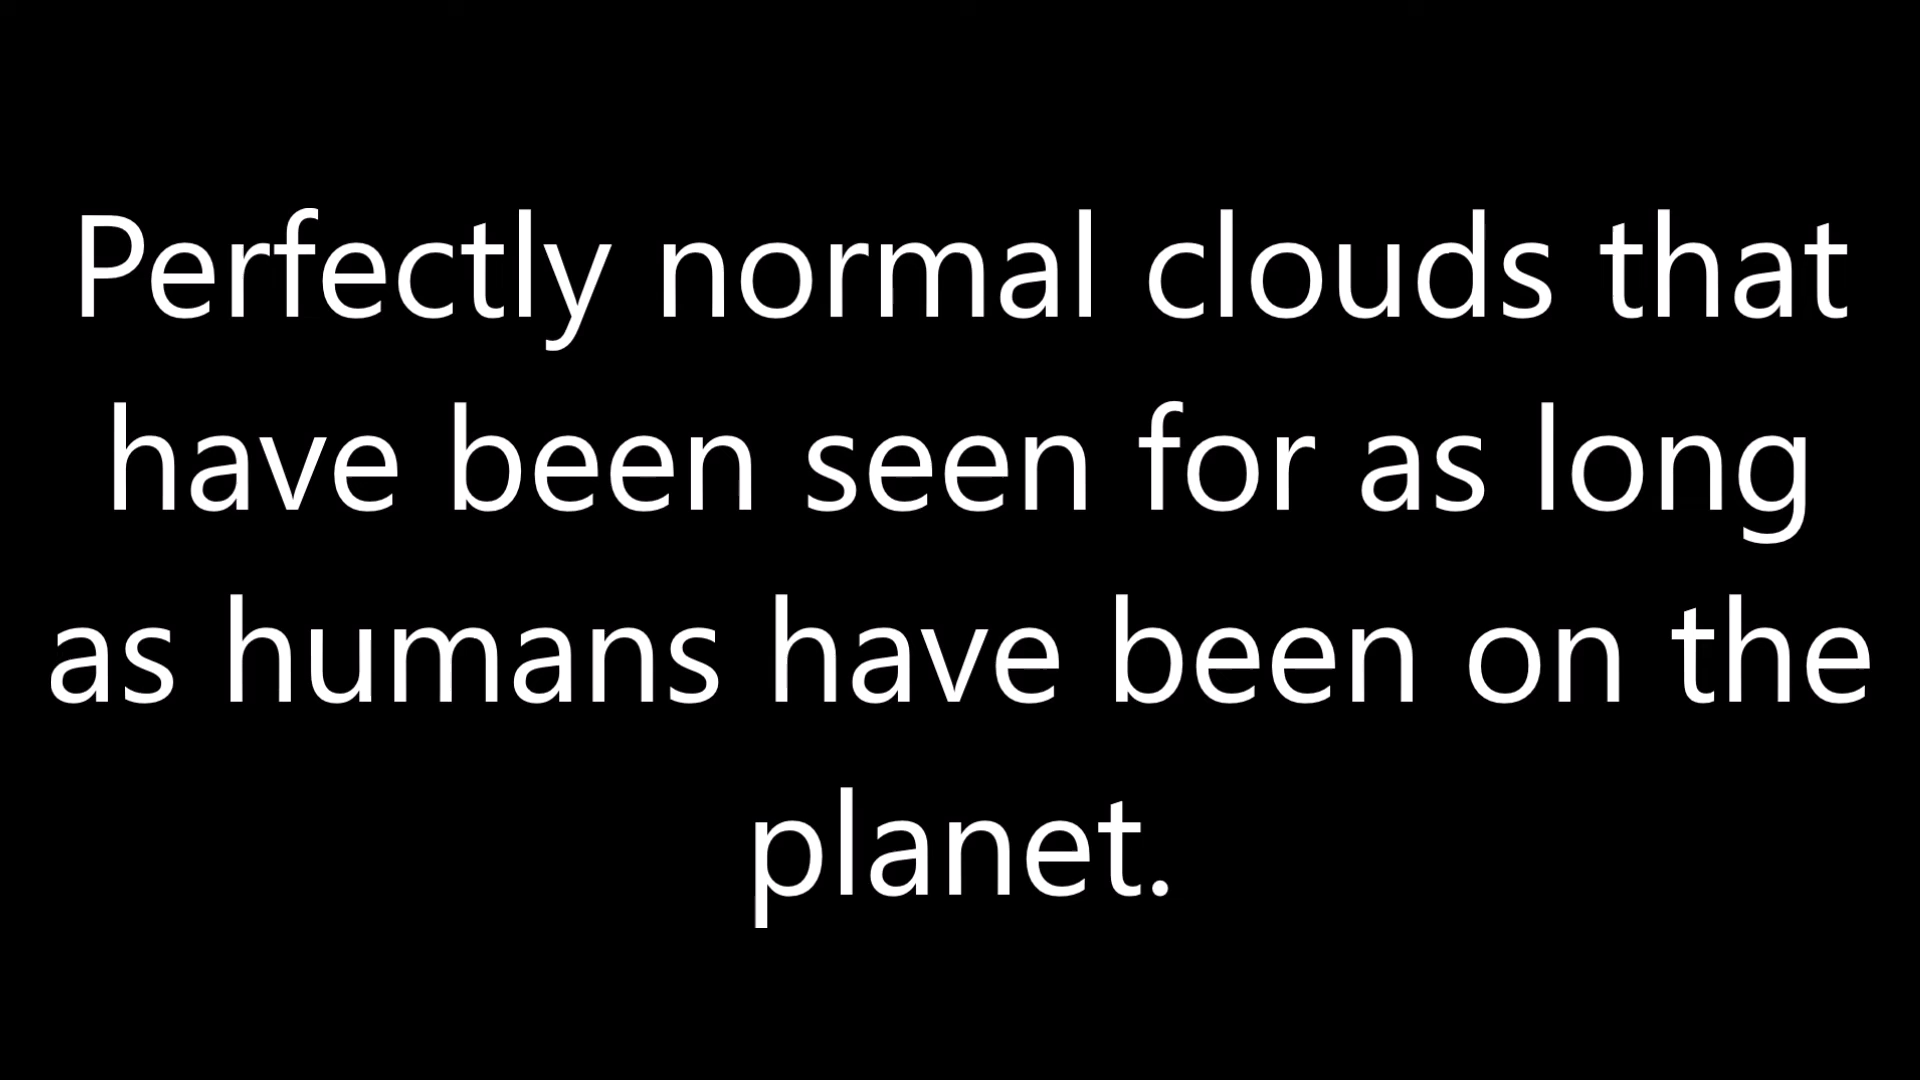 Perfectly normal clouds that
have been seen for as long
as humans have been on the
planet.